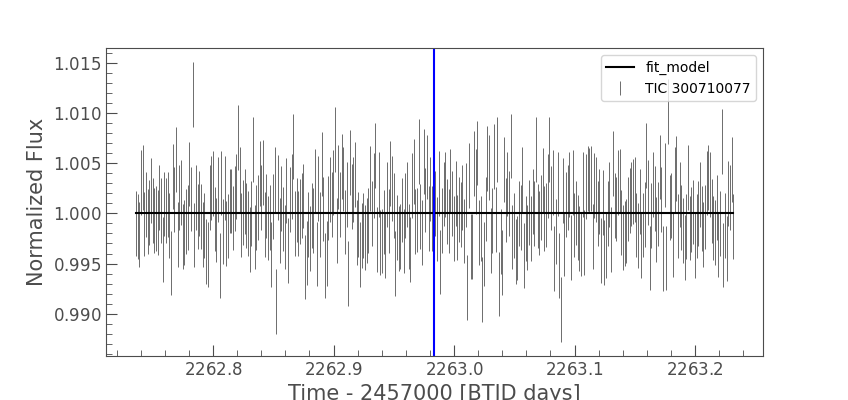 1.015
1.010
1.005
1.000
0.995
0.990
Normalized Flux
fit_model
TIC 300710077
2262.8 2262.9 2263.0 2263.1 2263.2
Time - 2457000 [BTJD days]